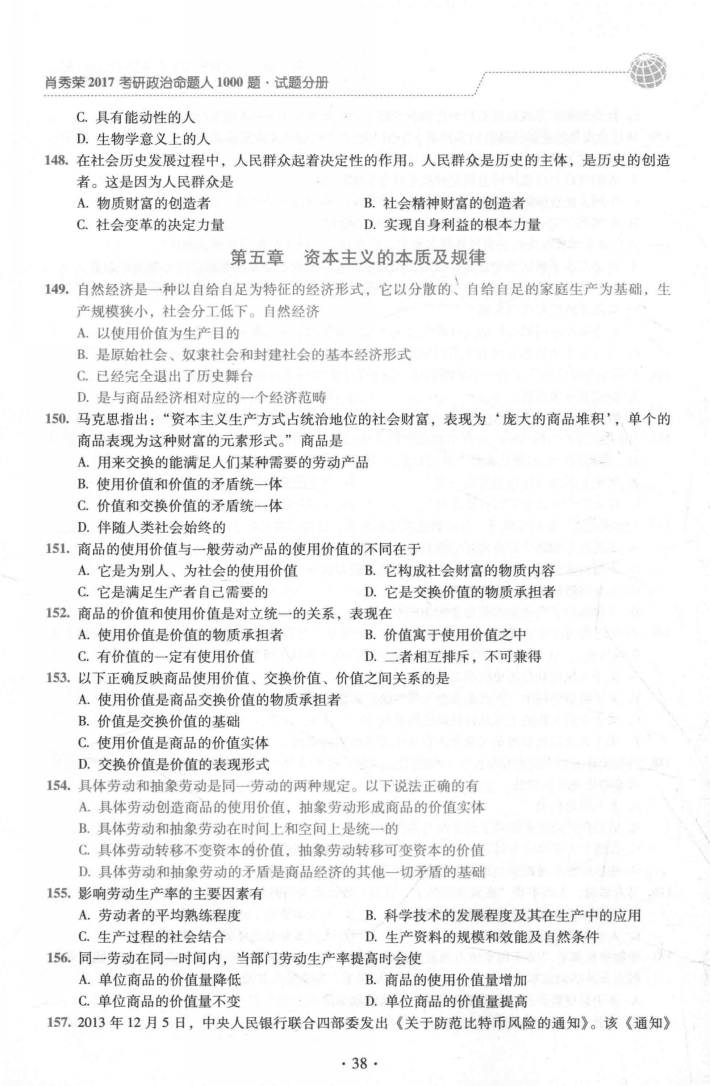 肖秀荣2017考研政治命题人1000题·试题分册
C. 具有能动性的人
D. 生物学意义上的人
148. 在社会历史发展过程中，人民群众起着决定性的作用。人民群众是历史的主体，是历史的创造
者。这是因为人民群众是
A. 物质财富的创造者 B. 社会精神财富的创造者
C. 社会变革的决定力量 D. 实现自身利益的根本力量
第五章 资本主义的本质及规律
149. 自然经济是一种以自给自足为特征的经济形式，它以分散的、自给自足的家庭生产为基础，生
产规模狭小，社会分工低下。自然经济
A. 以使用价值为生产目的
B. 是原始社会、奴隶社会和封建社会的基本经济形式
C. 已经完全退出了历史舞台
D. 是与商品经济相对应的一个经济范畴
150. 马克思指出：“资本主义生产方式占统治地位的社会财富，表现为‘庞大的商品堆积’，单个的
商品表现为这种财富的元素形式。”商品是
A. 用来交换的能满足人们某种需要的劳动产品
B. 使用价值和价值的矛盾统一体
C. 价值和交换价值的矛盾统一体
D. 伴随人类社会始终的
151. 商品的使用价值与一般劳动产品的使用价值的不同在于
A. 它是为别人、为社会的使用价值 B. 它构成社会财富的物质内容
C. 它是满足生产者自己需要的 D. 它是交换价值的物质承担者
152. 商品的价值和使用价值是对立统一的关系，表现在
A. 使用价值是价值的物质承担者 B. 价值寓于使用价值之中
C. 有价值的一定有使用价值 D. 二者相互排斥，不可兼得
153. 以下正确反映商品使用价值、交换价值、价值之间关系的是
A. 使用价值是商品交换价值的物质承担者
B. 价值是交换价值的基础
C. 使用价值是商品的价值实体
D. 交换价值是价值的表现形式
154. 具体劳动和抽象劳动是同一劳动的两种规定。以下说法正确的有
A. 具体劳动创造商品的使用价值，抽象劳动形成商品的价值实体
B. 具体劳动和抽象劳动在时间上和空间上是统一的
C. 具体劳动转移不变资本的价值，抽象劳动转移可变资本的价值
D. 具体劳动和抽象劳动的矛盾是商品经济的其他一切矛盾的基础
155. 影响劳动生产率的主要因素有
A. 劳动者的平均熟练程度 B. 科学技术的发展程度及其在生产中的应用
C. 生产过程的社会结合 D. 生产资料的规模和效能及自然条件
156. 同一劳动在同一时间内，当部门劳动生产率提高时会使
A. 单位商品的价值量降低 B. 商品的使用价值量增加
C. 单位商品的价值量不变 D. 单位商品的价值量提高
157. 2013年12月5日，中央人民银行联合四部委发出《关于防范比特币风险的通知》。该《通知》
·38·